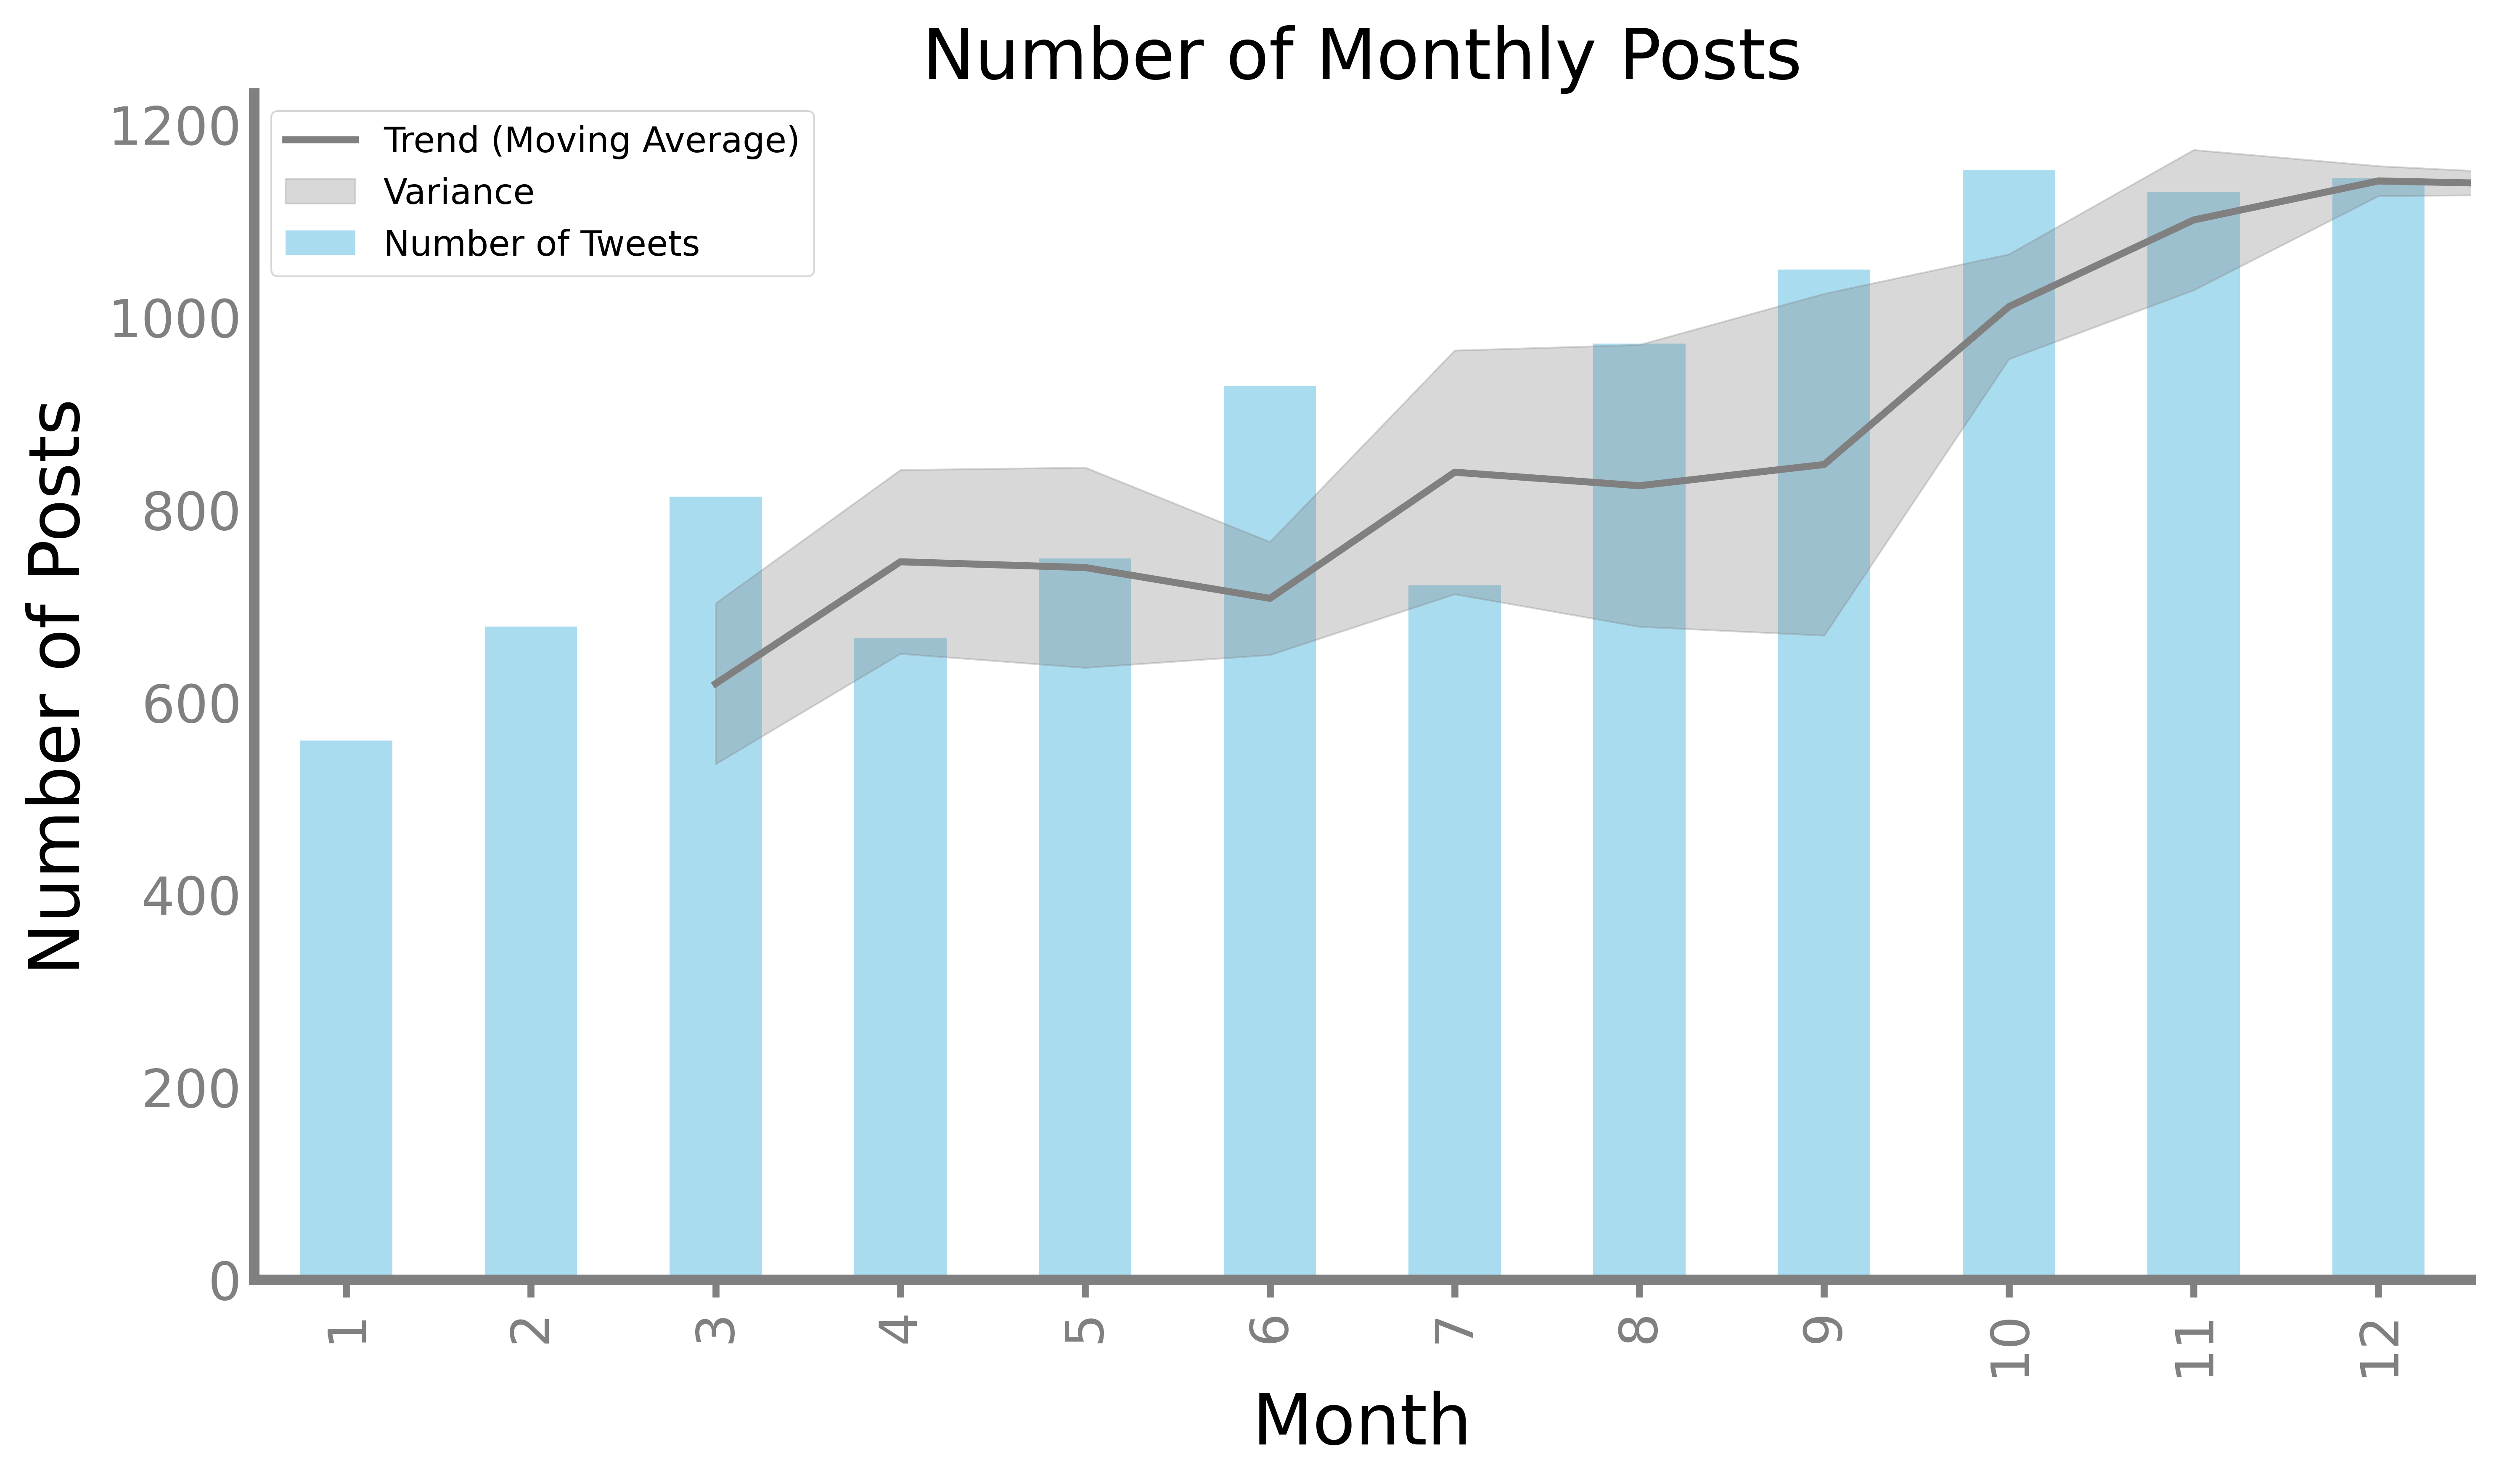 Number of Monthly Posts
Trend (Moving Average)
Variance
Number of Tweets
Number of Posts
1200
1000
800
600
400
200
0
1 2 3 4 5 6 7 8 9 10 11 12
Month